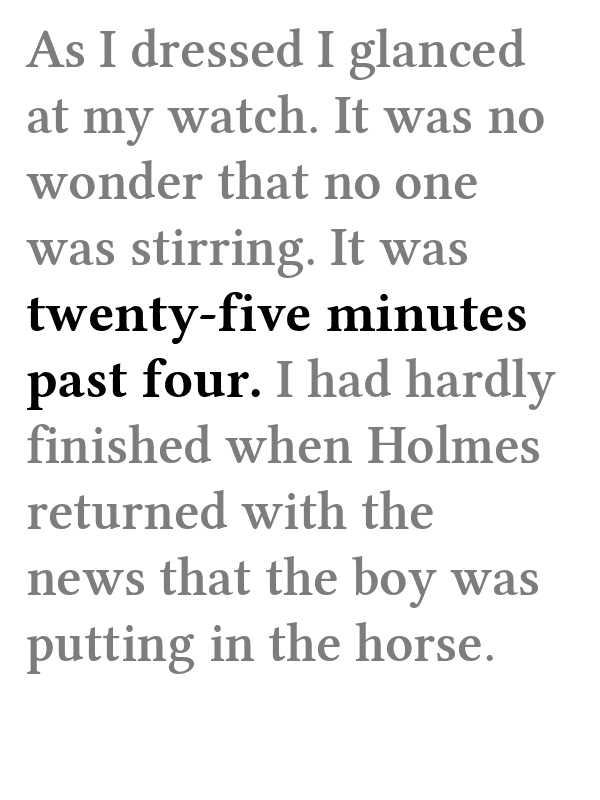 As I dressed I glanced
at my watch. It was no
wonder that no one
was stirring. It was
twenty-five minutes
past four. I had hardly
finished when Holmes
returned with the
news that the boy was
putting in the horse.